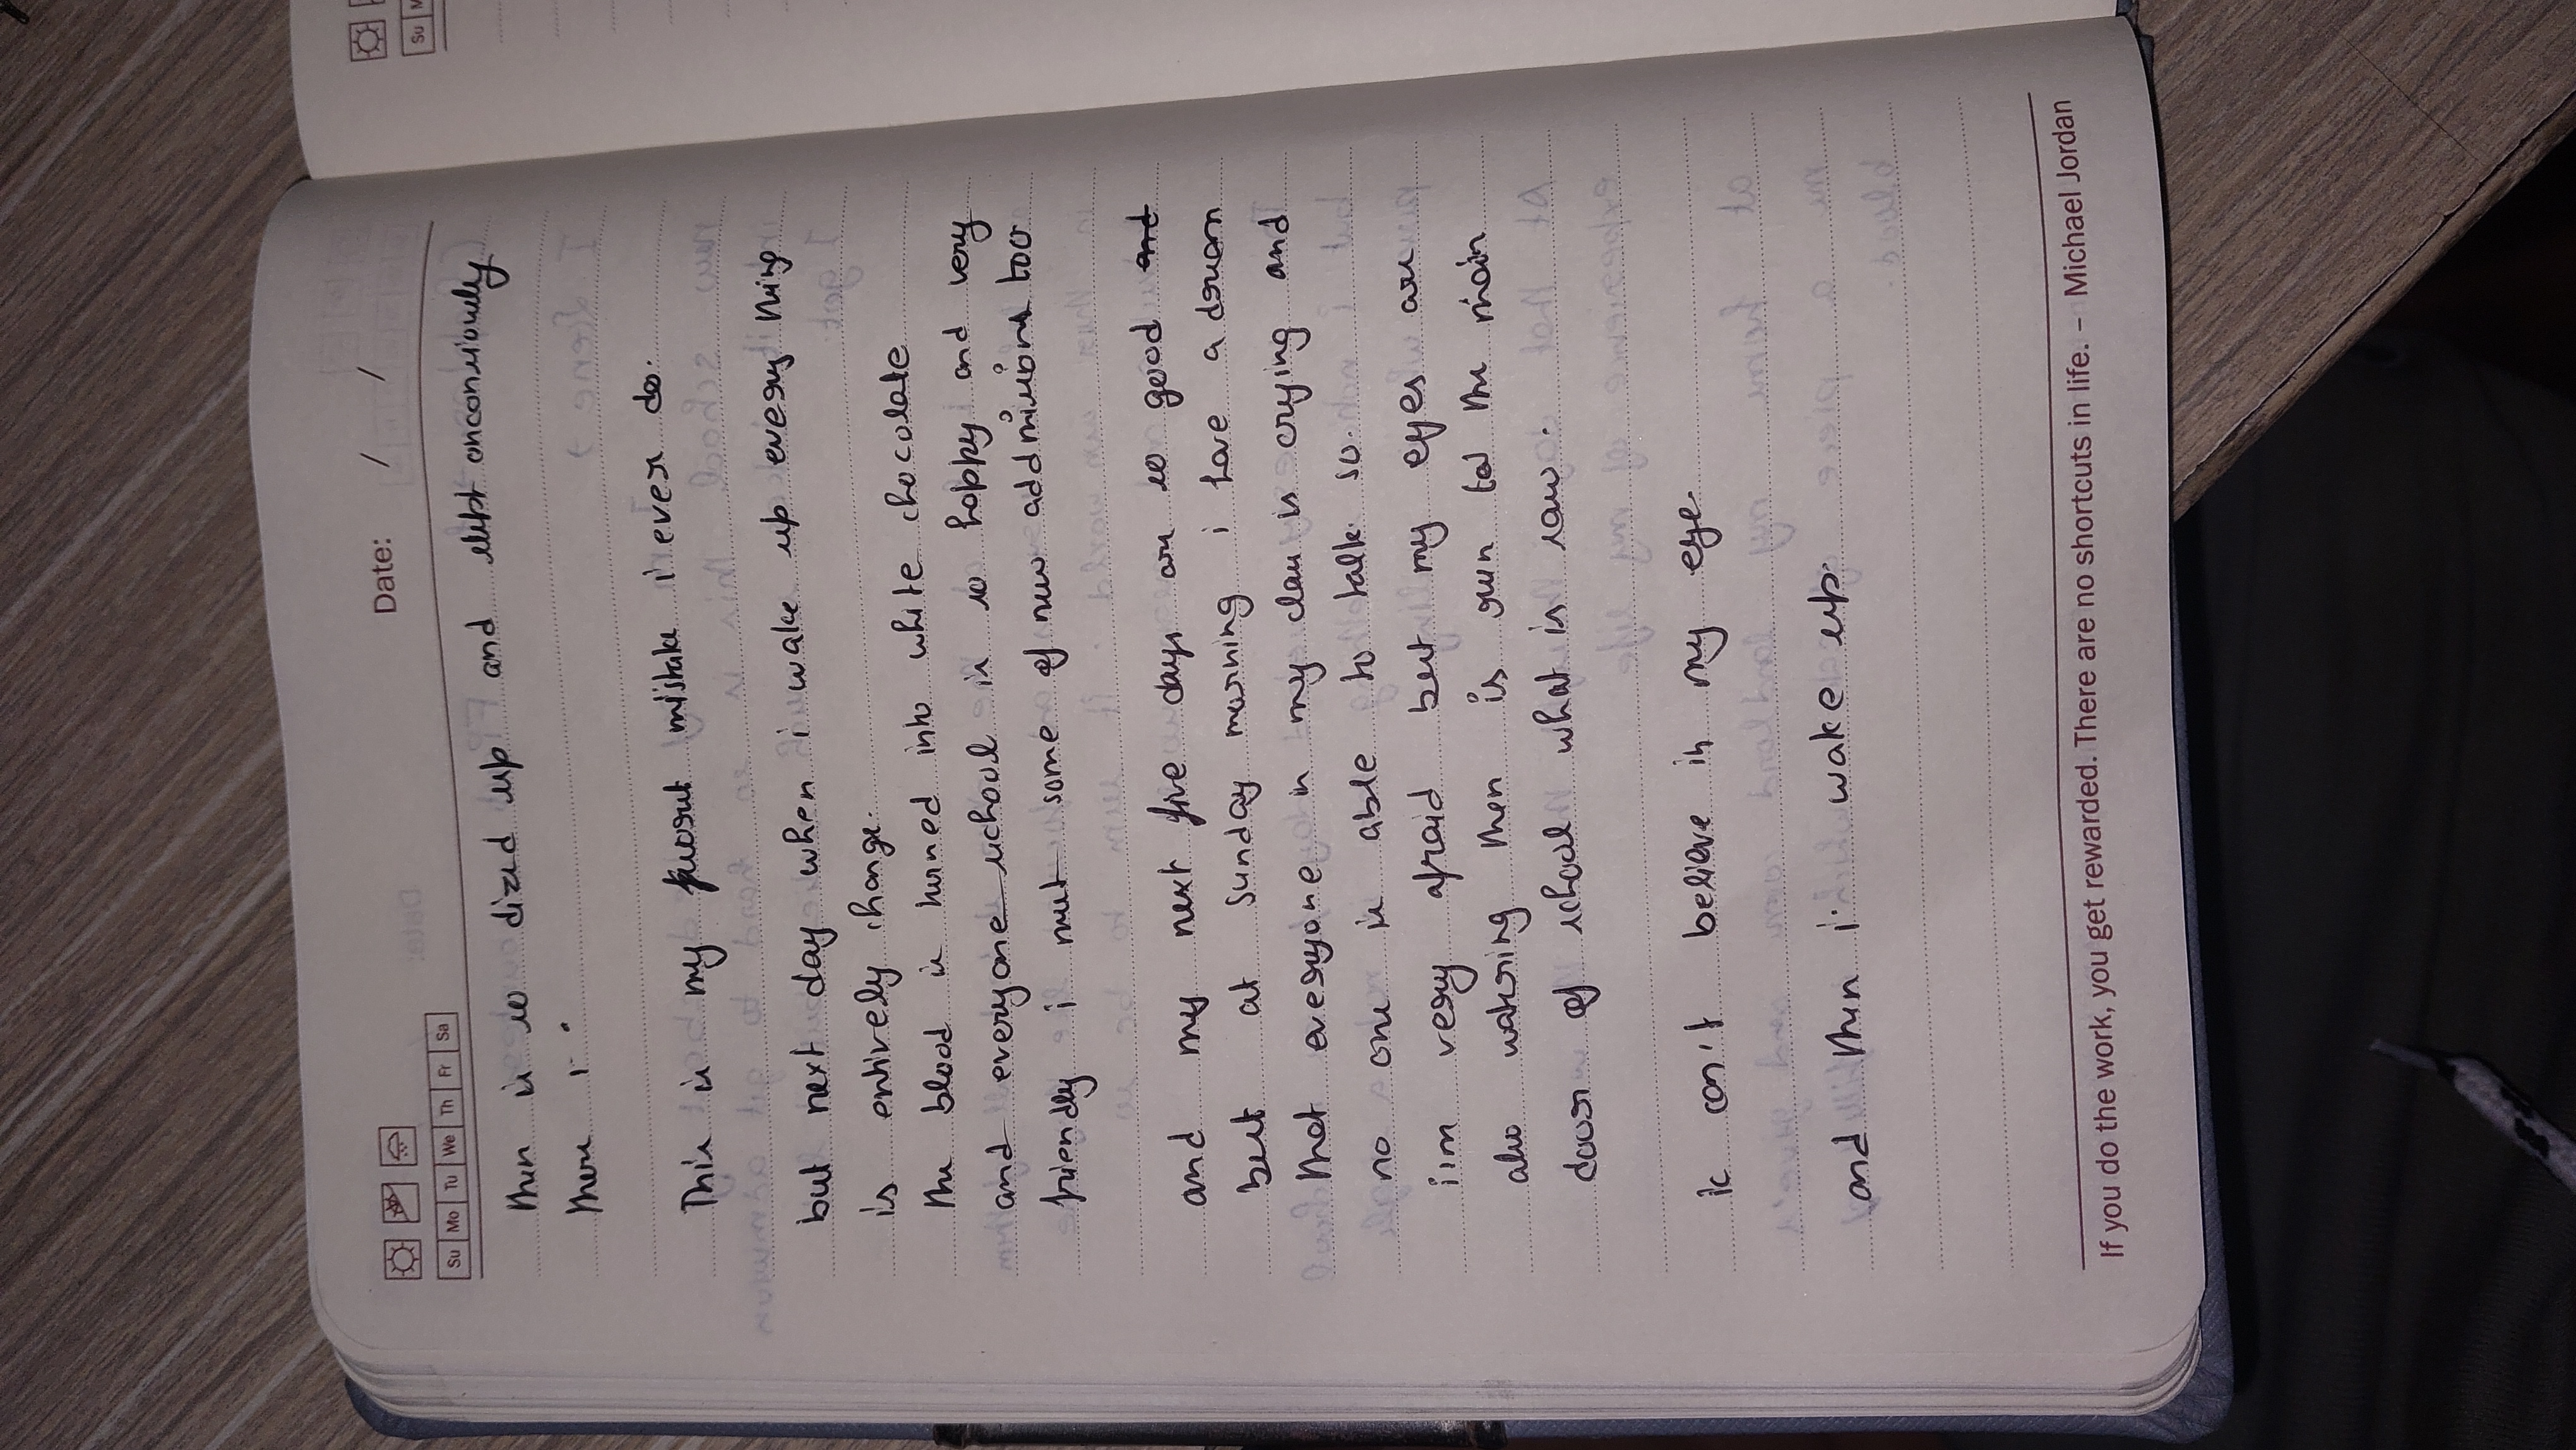 Date: / /
Su Mo Tu We Th Fr Sa
then is so dized up and slept onconsiously
there i
This is my mistake i ever do.
but next day when i wake up every thing
is entirely change.
the blood is turned into white chocolate
and everyone school is so happy and very
friendly i meet some of new addmissions too
and my next five days are so good and
but at sunday morning i have a dream
that everyone in my class is crying and
no one is able to talk. so.
i'm very afraid but my eyes are
also watering then is run to the main
door of school what is saw.
can't believe in my eye.
and then i wake up.
If you do the work, you get rewarded. There are no shortcuts in life. – Michael Jordan
Su